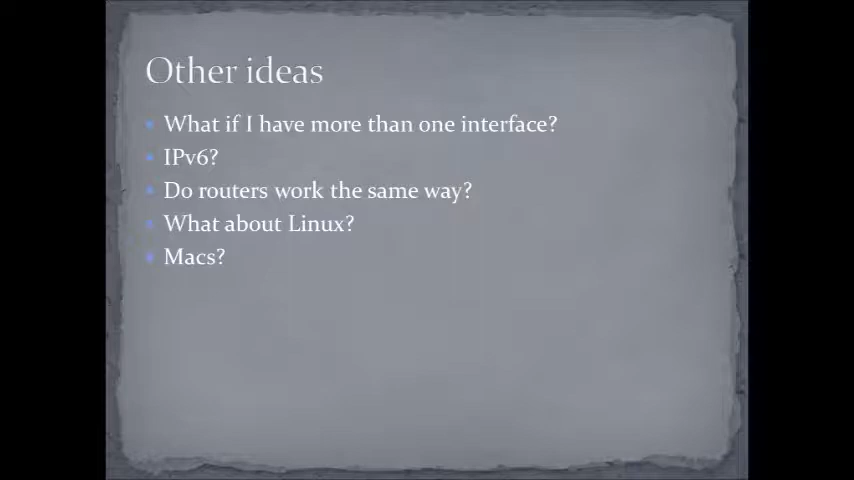 Other ideas
What if I have more than one interface?
IPv6?
Do routers work the same way?
What about Linux?
Macs?